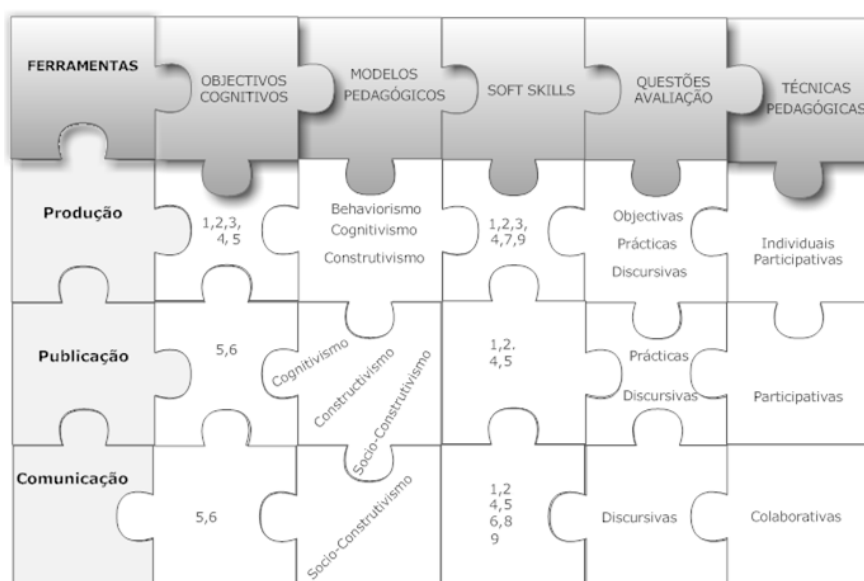 FERRAMENTAS
OBJECTIVOS
COGNITIVOS
MODELOS
PEDAGÓGICOS
SOFT SKILLS
QUESTÕES
AVALIAÇÃO
TÉCNICAS
PEDAGÓGICAS
Produção
1,2,3,
4,5
Behaviorismo
Cognitivismo
Construtivismo
1,2,3,
4,7,9
Objectivas
Prácticas
Discursivas
Individuais
Participativas
Publicação
5,6
Cognitivismo
Constructivismo
Socio-Construtivismo
1,2.
4,5
Prácticas
Discursivas
Participativas
Comunicação
5,6
Socio-Construtivismo
1,2
4,5
6,8
9
Discursivas
Colaborativas